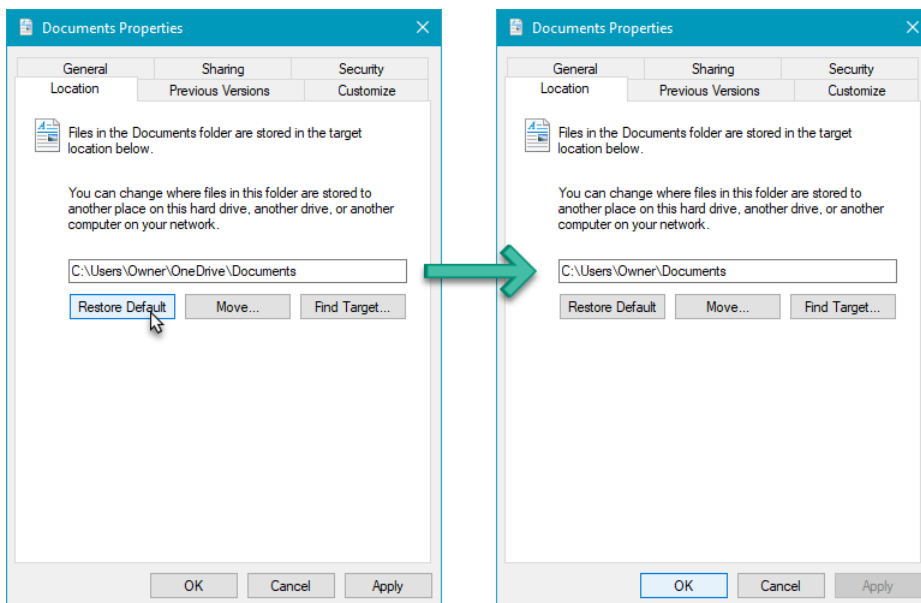 Documents Properties
General Sharing Security
Location Previous Versions Customize
Files in the Documents folder are stored in the target
location below.
You can change where files in this folder are stored to
another place on this hard drive, another drive, or another
computer on your network.
C:\Users\Owner\OneDrive\Documents
Restore Default Move... Find Target...
OK Cancel Apply
Documents Properties
General Sharing Security
Location Previous Versions Customize
Files in the Documents folder are stored in the target
location below.
You can change where files in this folder are stored to
another place on this hard drive, another drive, or another
computer on your network.
C:\Users\Owner\Documents
Restore Default Move... Find Target...
OK Cancel Apply